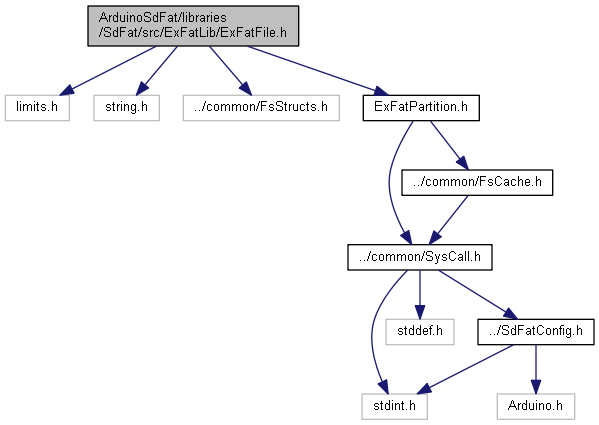 ArduinoSdFat/libraries
/SdFat/src/ExFatLib/ExFatFile.h
limits.h
string.h
../common/FsStructs.h
ExFatPartition.h
../common/FsCache.h
../common/SysCall.h
stddef.h
../SdFatConfig.h
stdint.h
Arduino.h